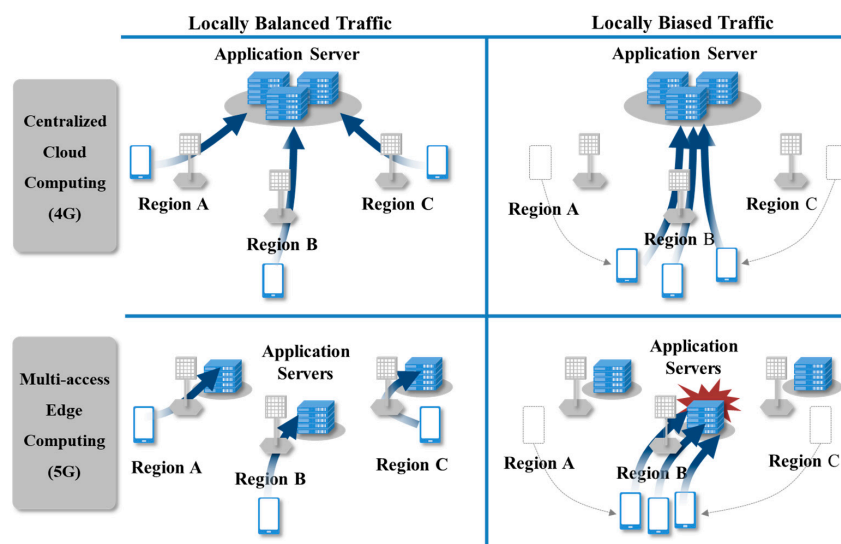 Locally Balanced Traffic
Locally Biased Traffic
Centralized
Cloud
Computing
(4G)
Application Server
Region A
Region B
Region C
Application Server
Region A
Region B
Region C
Multi-access
Edge
Computing
(5G)
Application
Servers
Region A
Region B
Region C
Application
Servers
Region A
Region B
Region C